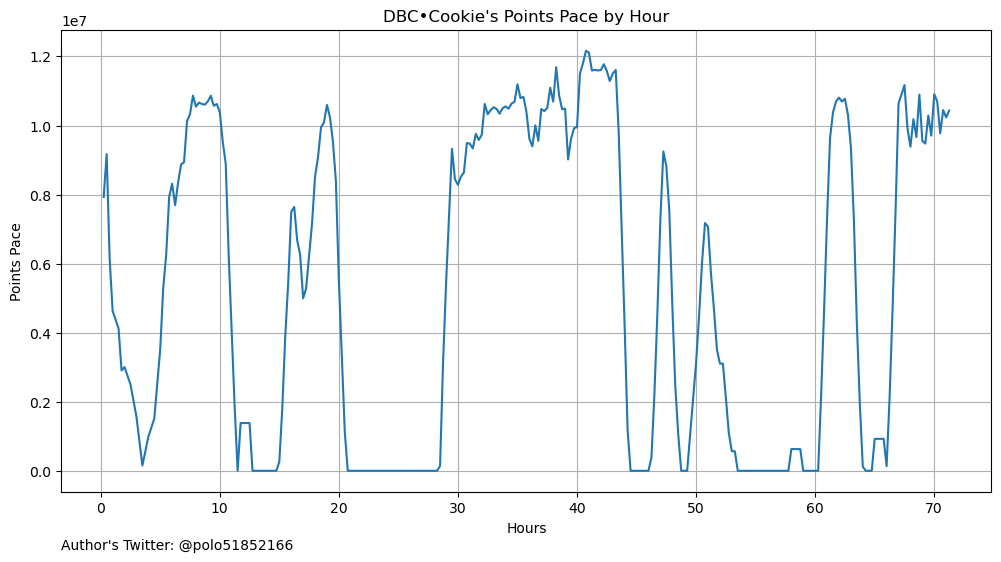 DBC•Cookie's Points Pace by Hour
1e7
1.2
1.0
0.8
0.6
0.4
0.2
0.0
Points Pace
0 10 20 30 40 50 60 70
Hours
Author's Twitter: @polo51852166